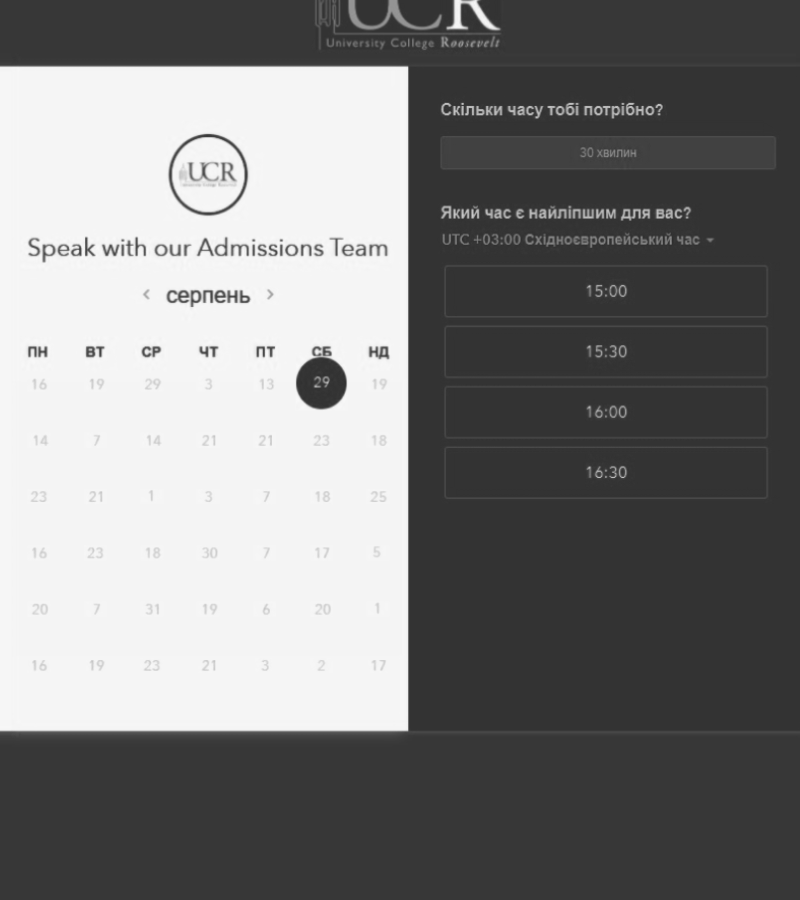 UCR
University College Roosevelt
UCR
Speak with our Admissions Team
< серпень >
ПН ВТ СР ЧТ ПТ СБ НД
16 19 29 3 13 29 19
14 7 14 21 21 23 18
23 21 1 3 7 18 25
16 23 18 30 7 17 5
20 7 31 19 6 20 1
16 19 23 21 3 2 17
Скільки часу тобі потрібно?
30 хвилин
Який час є найліпшим для вас?
UTC +03:00 Східноєвропейський час
15:00
15:30
16:00
16:30